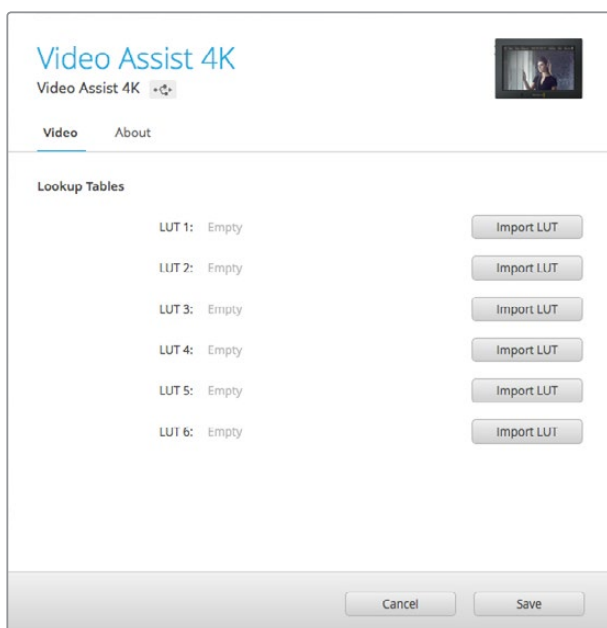 Video Assist 4K
Video Assist 4K
Video About
Lookup Tables
LUT 1: Empty Import LUT
LUT 2: Empty Import LUT
LUT 3: Empty Import LUT
LUT 4: Empty Import LUT
LUT 5: Empty Import LUT
LUT 6: Empty Import LUT
Cancel Save